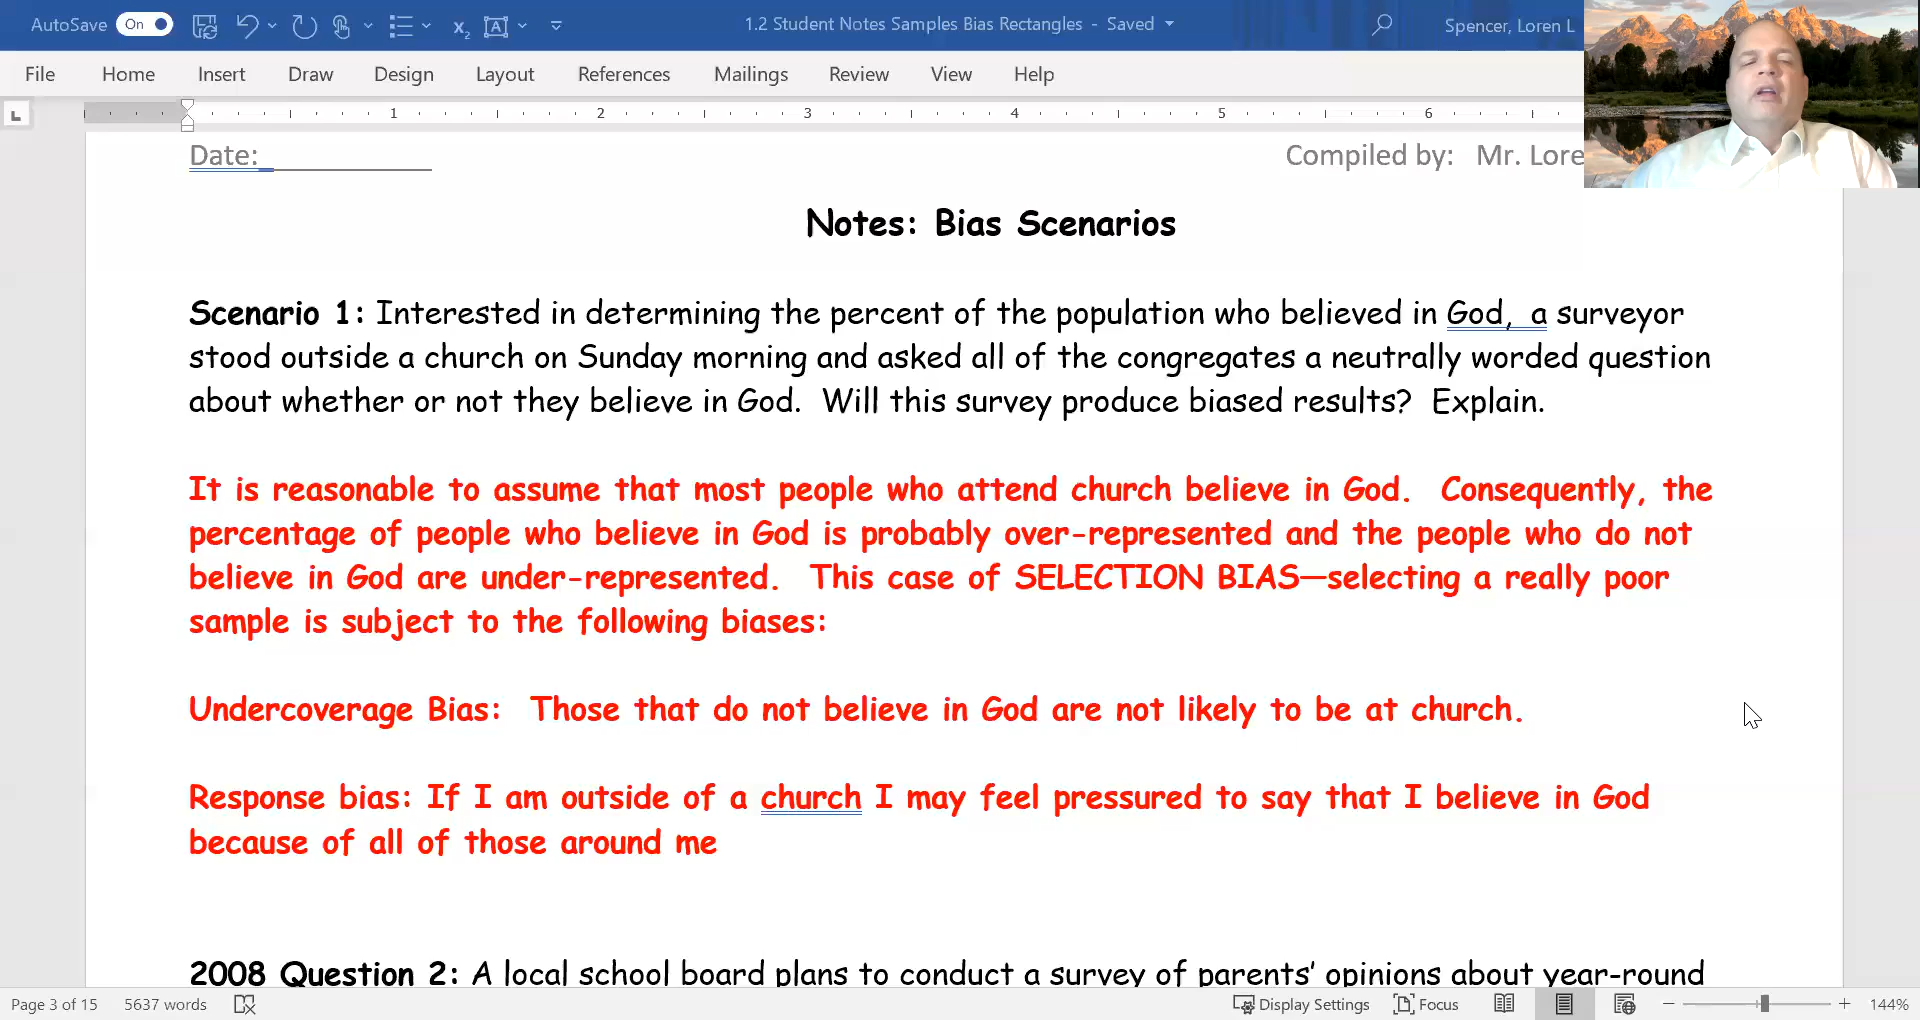 AutoSave On 1.2 Student Notes Samples Bias Rectangles - Saved Spencer, Loren L
File Home Insert Draw Design Layout References Mailings Review View Help
1 2 3 4 5 6
Date: Compiled by: Mr. Lore
Notes: Bias Scenarios
Scenario 1: Interested in determining the percent of the population who believed in God, a surveyor
stood outside a church on Sunday morning and asked all of the congregates a neutrally worded question
about whether or not they believe in God. Will this survey produce biased results? Explain.
It is reasonable to assume that most people who attend church believe in God. Consequently, the
percentage of people who believe in God is probably over-represented and the people who do not
believe in God are under-represented. This case of SELECTION BIAS—selecting a really poor
sample is subject to the following biases:
Undercoverage Bias: Those that do not believe in God are not likely to be at church.
Response bias: If I am outside of a church I may feel pressured to say that I believe in God
because of all of those around me
2008 Question 2: A local school board plans to conduct a survey of parents' opinions about year-round
Page 3 of 15 5637 words Display Settings Focus 144%